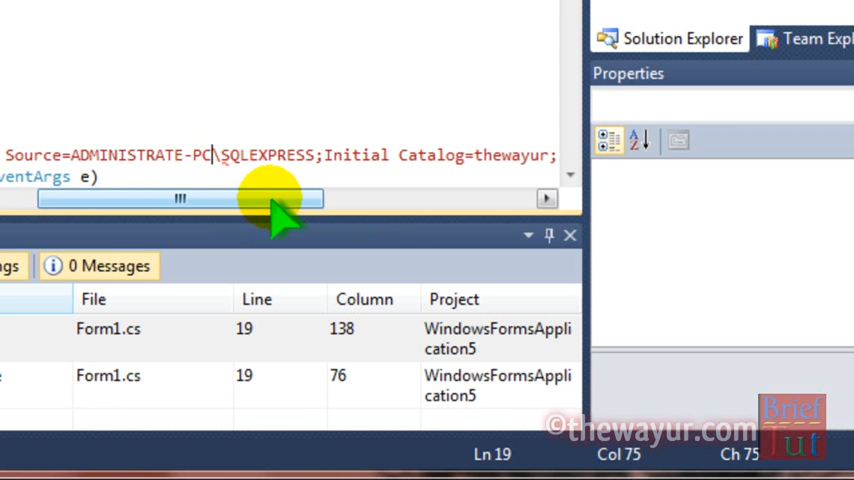 Solution Explorer
Team Expl
Properties
Source=ADMINISTRATE-PC\SQLEXPRESS;Initial Catalog=thewayur;
ventArgs e)
ngs
0 Messages
File Line Column Project
Form1.cs 19 138 WindowsFormsAppli
cation5
e Form1.cs 19 76 WindowsFormsAppli
cation5
©thewayur.com
Brief
Tut
Ln 19 Col 75 Ch 75